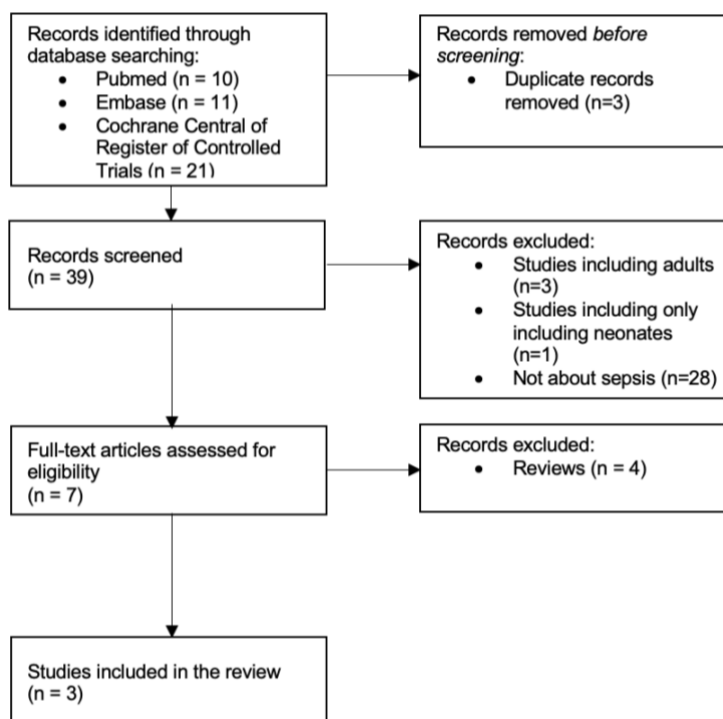 Records identified through
database searching:
• Pubmed (n = 10)
• Embase (n = 11)
• Cochrane Central of
Register of Controlled
Trials (n = 21)
Records removed before
screening:
• Duplicate records
removed (n=3)
Records screened
(n = 39)
Records excluded:
• Studies including adults
(n=3)
• Studies including only
including neonates
(n=1)
• Not about sepsis (n=28)
Full-text articles assessed for
eligibility
(n = 7)
Records excluded:
• Reviews (n = 4)
Studies included in the review
(n = 3)